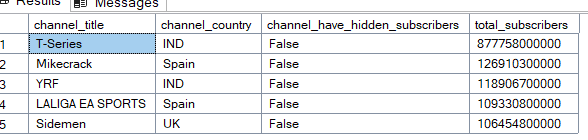 Results Messages
channel_title channel_country channel_have_hidden_subscribers total_subscribers
1 T-Series IND False 877758000000
2 Mikecrack Spain False 126910300000
3 YRF IND False 118906700000
4 LALIGA EA SPORTS Spain False 109330800000
5 Sidemen UK False 106454800000